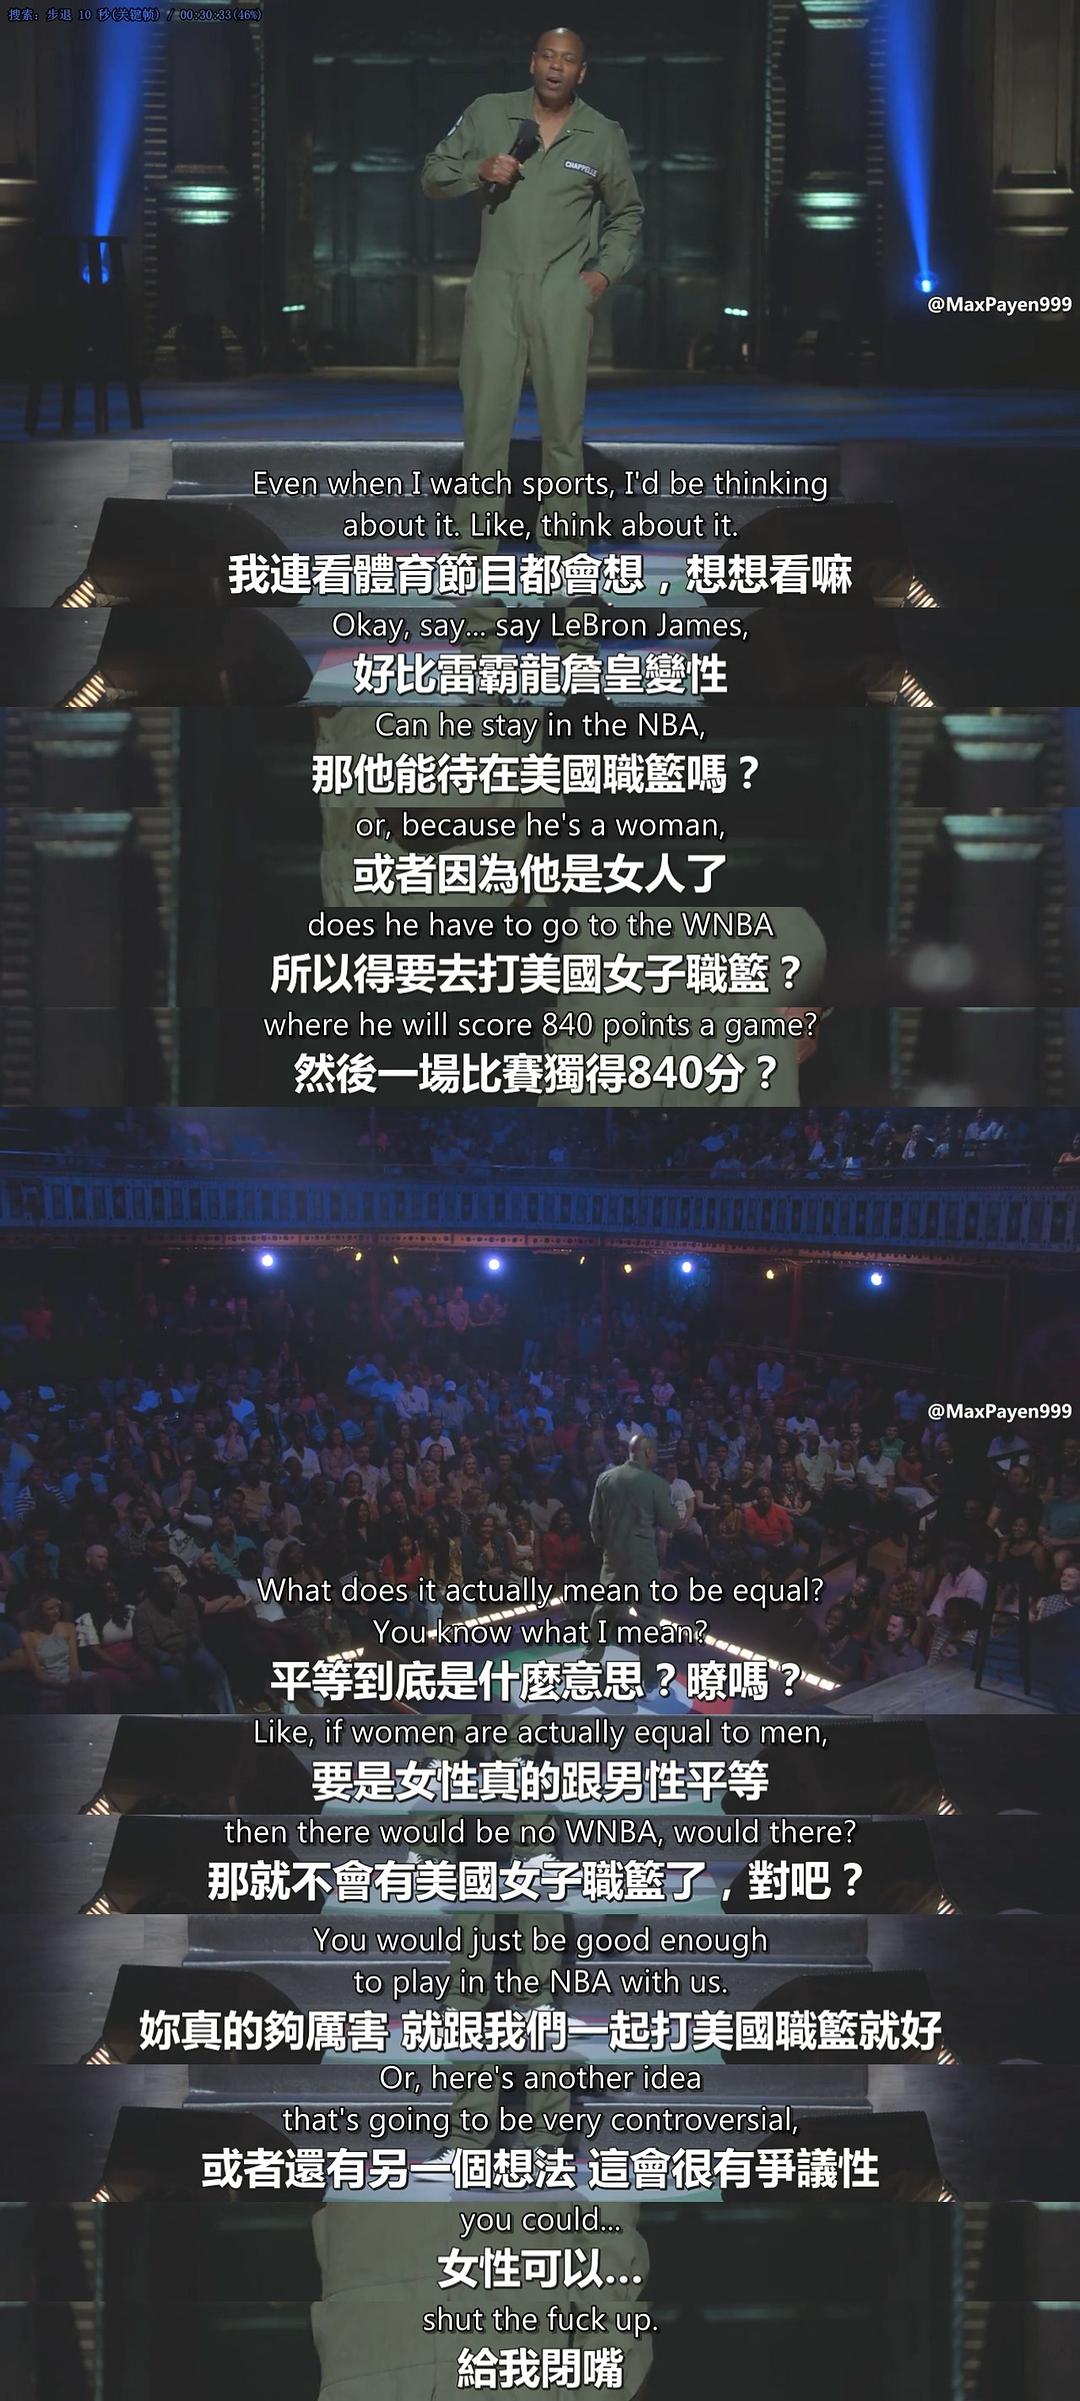 搜索: 步退 10 秒(关键帧) / 00:30:33(46%)
CHAPPELLE
@MaxPayen999
Even when I watch sports, I'd be thinking
about it. Like, think about it.
我連看體育節目都會想，想想看嘛
Okay, say... say LeBron James,
好比雷霸龍詹皇變性
Can he stay in the NBA,
那他能待在美國職籃嗎？
or, because he's a woman,
或者因為他是女人了
does he have to go to the WNBA
所以得要去打美國女子職籃？
where he will score 840 points a game?
然後一場比賽獨得840分？
@MaxPayen999
What does it actually mean to be equal?
You know what I mean?
平等到底是什麼意思？暸嗎？
Like, if women are actually equal to men,
要是女性真的跟男性平等
then there would be no WNBA, would there?
那就不會有美國女子職籃了，對吧？
You would just be good enough
to play in the NBA with us.
妳真的夠厲害 就跟我們一起打美國職籃就好
Or, here's another idea
that's going to be very controversial,
或者還有另一個想法 這會很有爭議性
you could...
女性可以...
shut the fuck up.
給我閉嘴